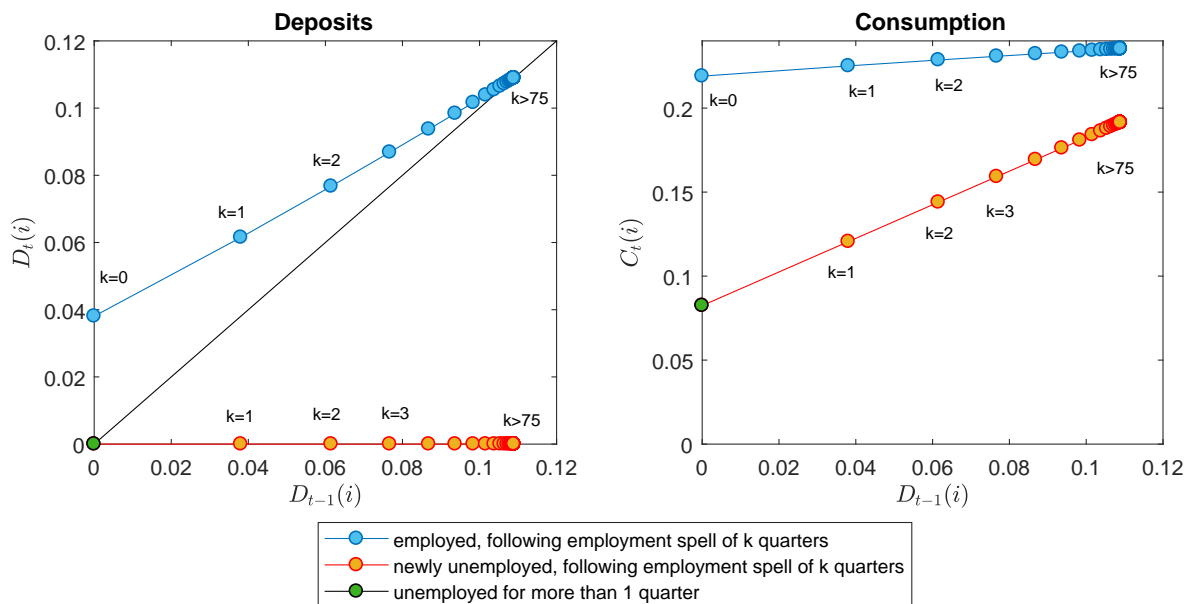 Deposits
0.12
0.1
0.08
0.06
0.04
0.02
0
D_{t-1}(i)
D_t(i)
k=0
k=1
k=2
k>75
k=1
k=2
k=3
k>75
0
0.02
0.04
0.06
0.08
0.1
0.12
Consumption
0.2
0.15
0.1
0.05
0
C_t(i)
k=0
k=1
k=2
k>75
k=1
k=2
k=3
k>75
0
0.02
0.04
0.06
0.08
0.1
0.12
D_{t-1}(i)
employed, following employment spell of k quarters
newly unemployed, following employment spell of k quarters
unemployed for more than 1 quarter